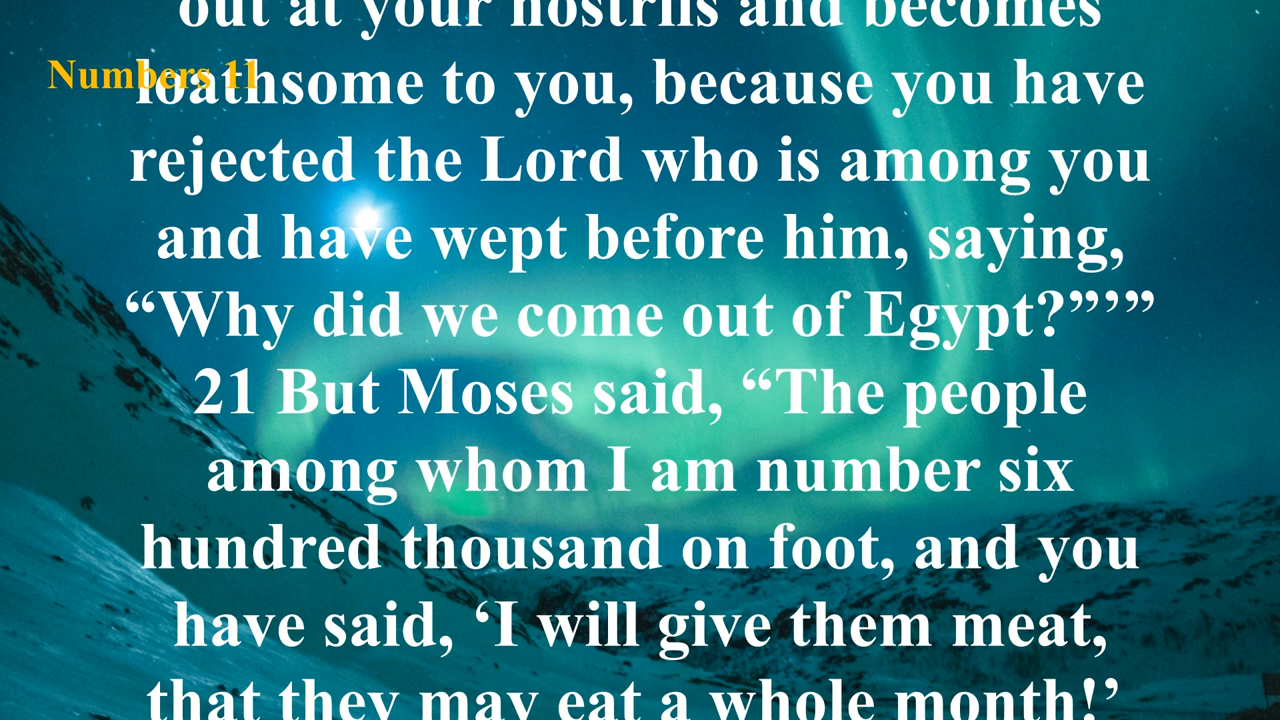 out at your nostrils and becomes
Numbers 11
loathsome to you, because you have
rejected the Lord who is among you
and have wept before him, saying,
“Why did we come out of Egypt?”’”
21 But Moses said, “The people
among whom I am number six
hundred thousand on foot, and you
have said, ‘I will give them meat,
that they may eat a whole month!’